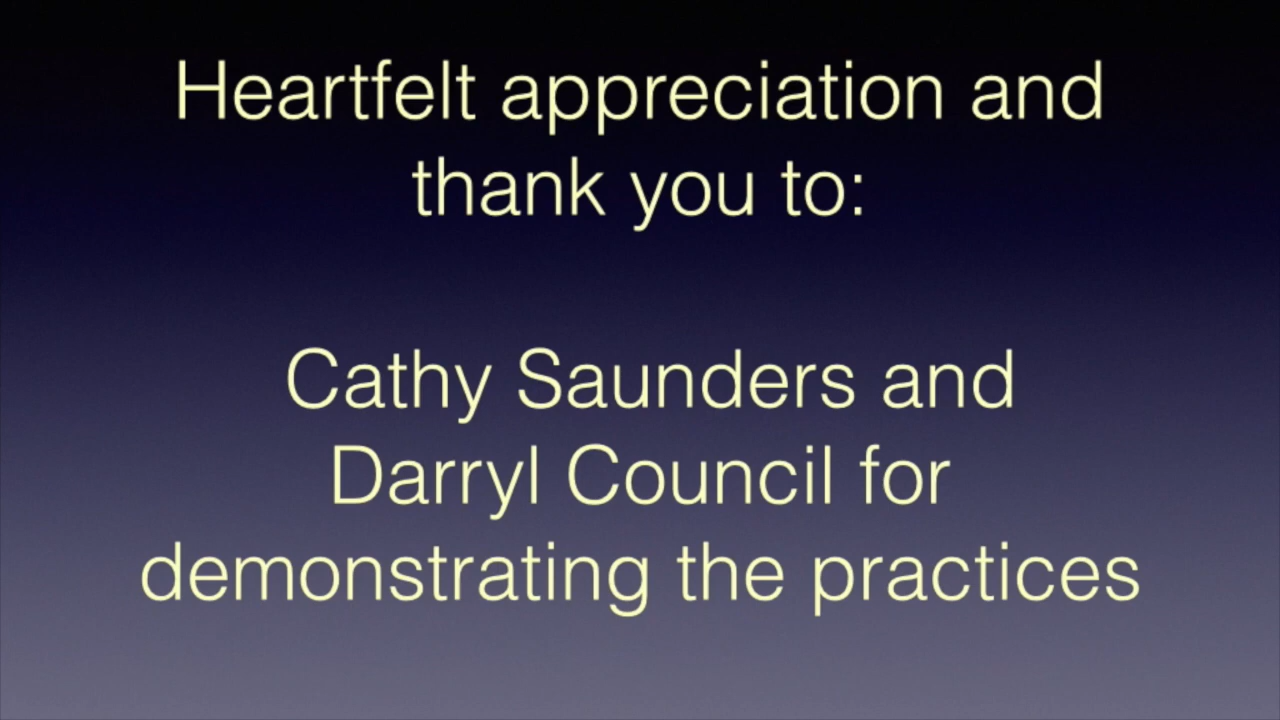 Heartfelt appreciation and
thank you to:
Cathy Saunders and
Darryl Council for
demonstrating the practices